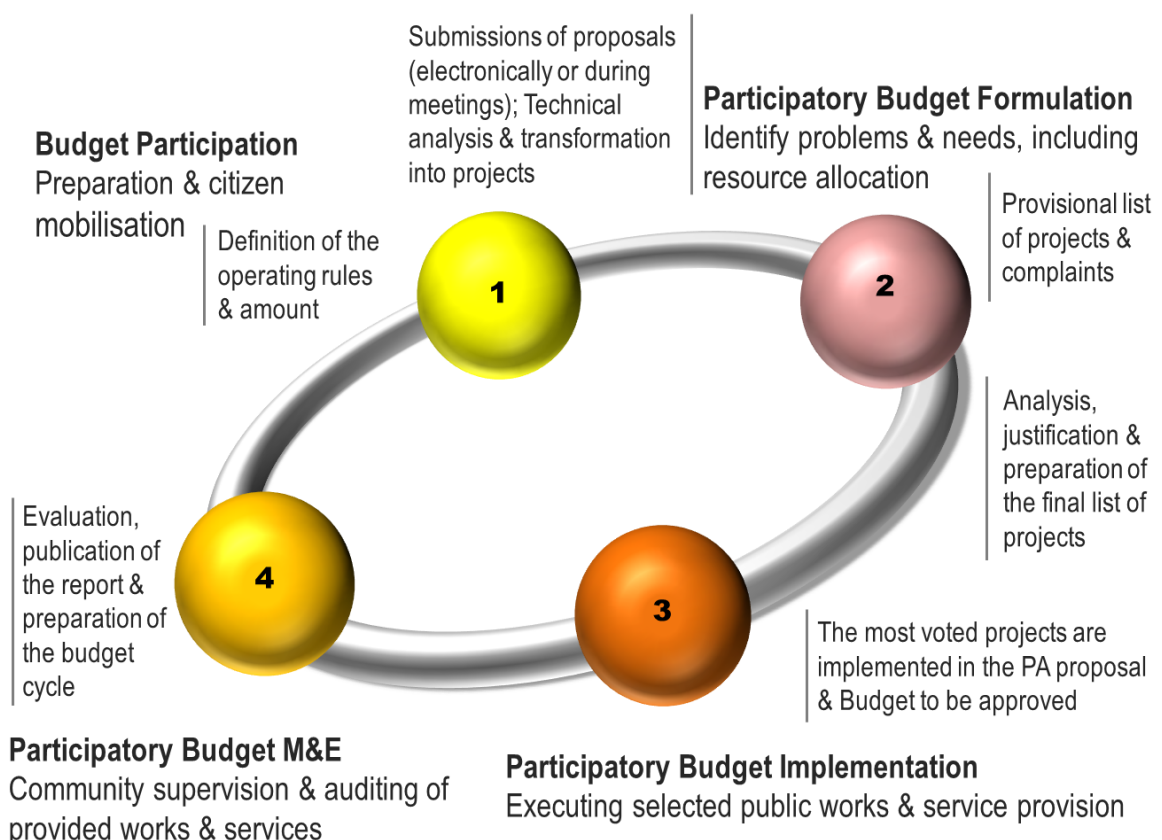 Submissions of proposals
(electronically or during
meetings); Technical
analysis & transformation
into projects
Participatory Budget Formulation
Identify problems & needs, including
resource allocation
Budget Participation
Preparation & citizen
mobilisation
Definition of the
operating rules
& amount
Provisional list
of projects &
complaints
1
2
Analysis,
justification &
preparation of
the final list of
projects
Evaluation,
publication of
the report &
preparation of
the budget
cycle
4
3
The most voted projects are
implemented in the PA proposal
& Budget to be approved
Participatory Budget M&E
Community supervision & auditing of
provided works & services
Participatory Budget Implementation
Executing selected public works & service provision